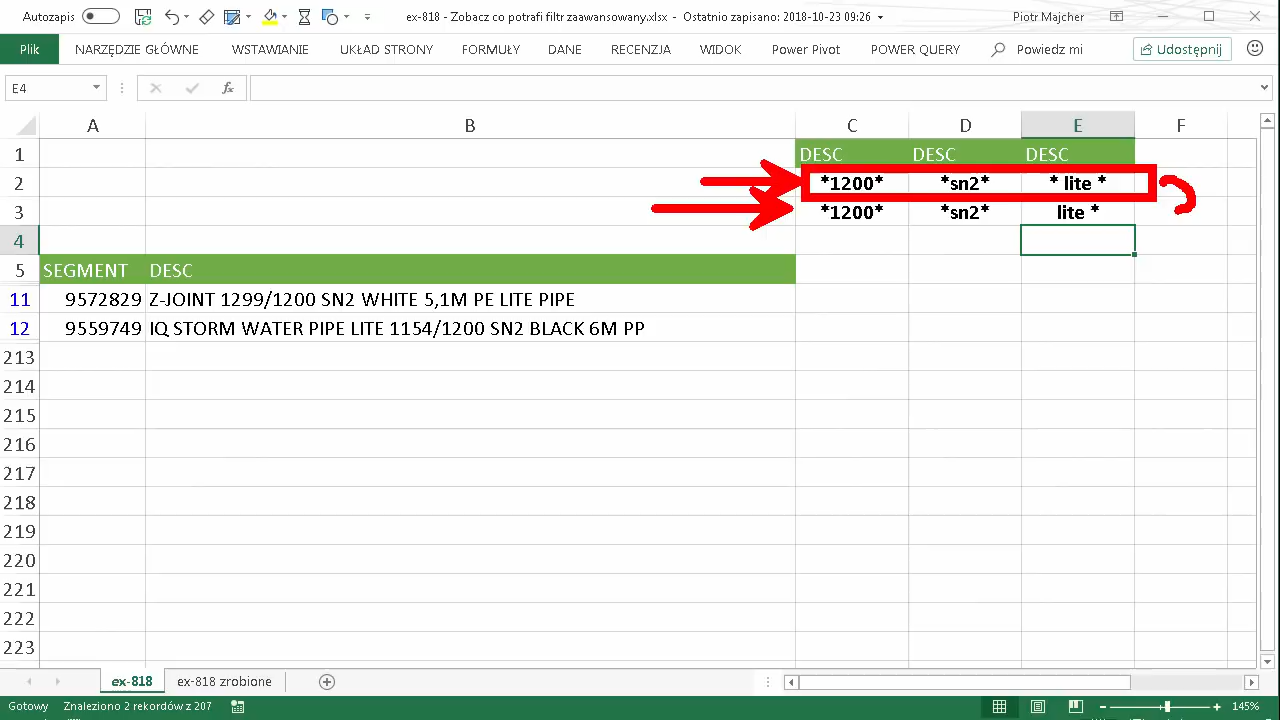 Autozapis ex-818 - Zobacz co potrafi filtr zaawansowany.xlsx - Ostatnio zapisano: 2018-10-23 09:26 Piotr Majcher
Plik NARZĘDZIE GŁÓWNE WSTAWIANIE UKŁAD STRONY FORMUŁY DANE RECENZJA WIDOK Power Pivot POWER QUERY Powiedz mi Udostępnij
E4 fx
A B C D E F
1 DESC DESC DESC
2 *1200* *sn2* * lite *
3 *1200* *sn2* lite *
4
5 SEGMENT DESC
11 9572829 Z-JOINT 1299/1200 SN2 WHITE 5,1M PE LITE PIPE
12 9559749 IQ STORM WATER PIPE LITE 1154/1200 SN2 BLACK 6M PP
213
214
215
216
217
218
219
220
221
222
223
ex-818 ex-818 zrobione
Gotowy Znaleziono 2 rekordów z 207 145%